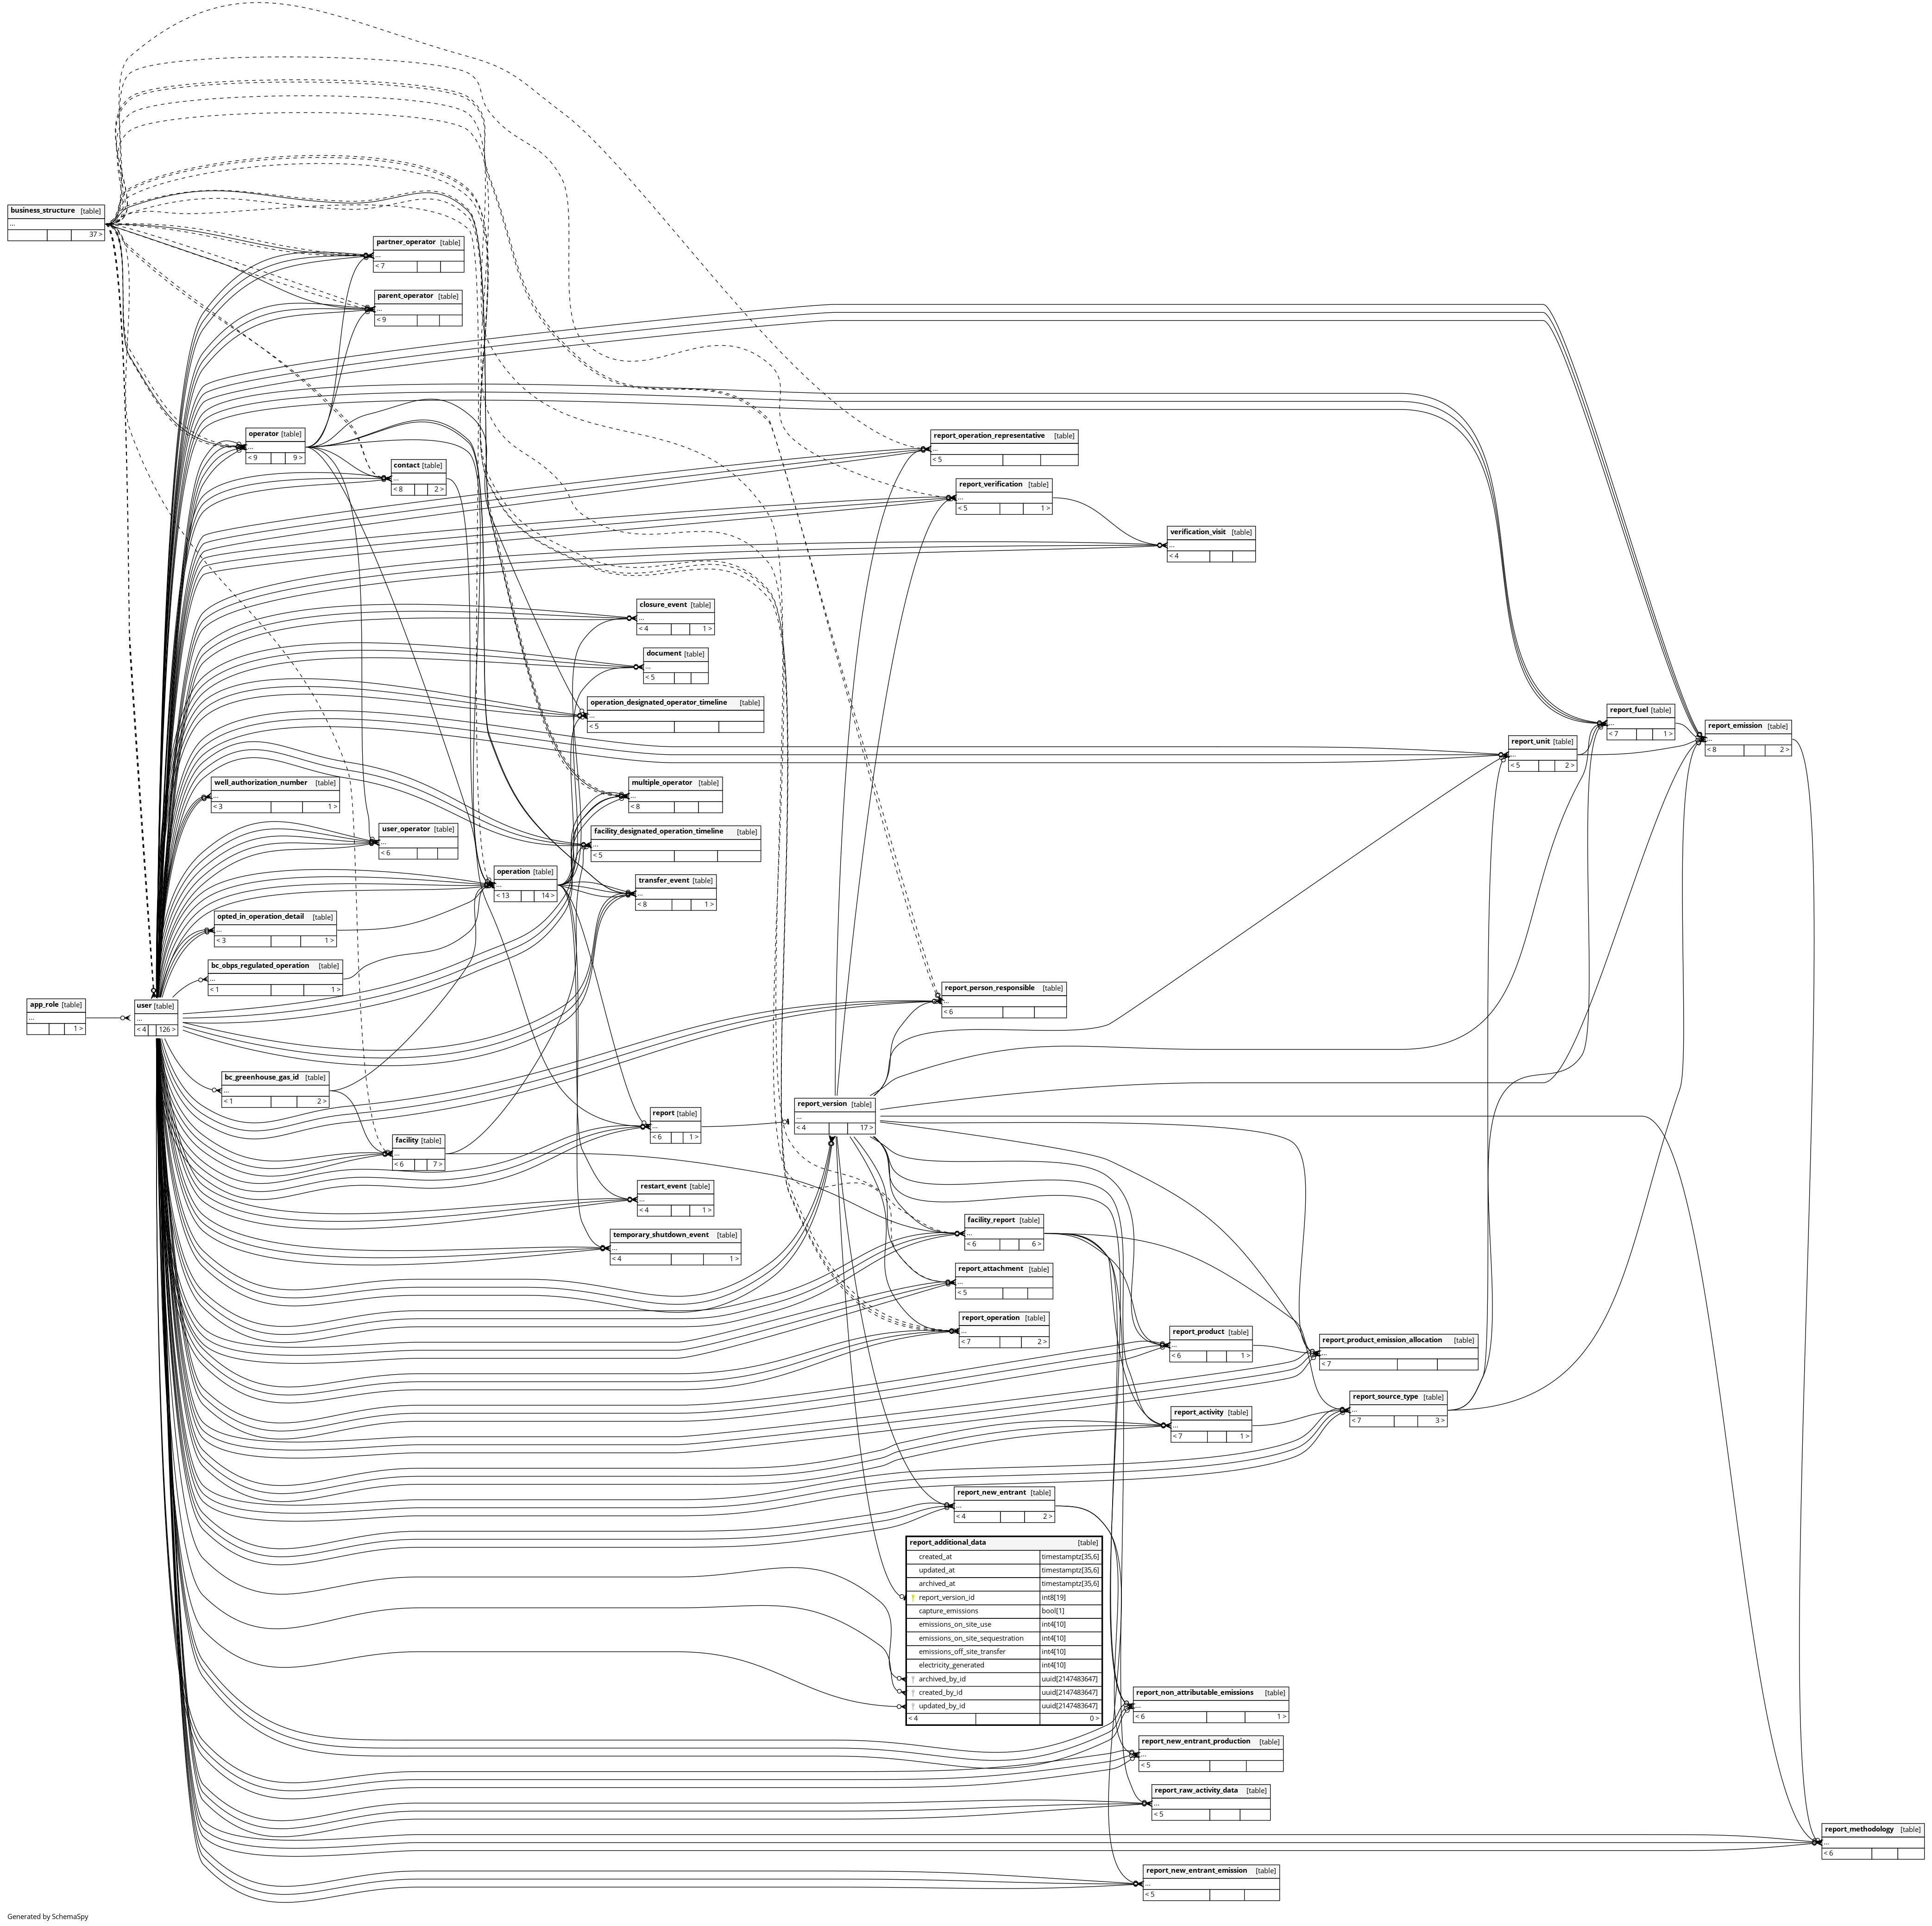 business_structure [table]
...
37 >
partner_operator [table]
...
< 7
parent_operator [table]
...
< 9
operator [table]
...
< 9 9 >
contact [table]
...
< 8 2 >
report_operation_representative [table]
...
< 5
report_verification [table]
...
< 5 1 >
verification_visit [table]
...
< 4
closure_event [table]
...
< 4 1 >
document [table]
...
< 5
operation_designated_operator_timeline [table]
...
< 5
report_fuel [table]
...
< 7 1 >
report_emission [table]
...
< 8 2 >
report_unit [table]
...
< 5 2 >
well_authorization_number [table]
...
< 3 1 >
multiple_operator [table]
...
< 8
user_operator [table]
...
< 6
facility_designated_operation_timeline [table]
...
< 5
operation [table]
...
< 13 14 >
transfer_event [table]
...
< 8 1 >
opted_in_operation_detail [table]
...
< 3 1 >
bc_obps_regulated_operation [table]
...
< 1 1 >
app_role [table]
...
1 >
user [table]
...
< 4 126 >
report_person_responsible [table]
...
< 6
bc_greenhouse_gas_id [table]
...
< 1 2 >
report_version [table]
...
< 4 17 >
report [table]
...
< 6 1 >
facility [table]
...
< 6 7 >
restart_event [table]
...
< 4 1 >
temporary_shutdown_event [table]
...
< 4 1 >
facility_report [table]
...
< 6 6 >
report_attachment [table]
...
< 5
report_operation [table]
...
< 7 2 >
report_product [table]
...
< 6 1 >
report_product_emission_allocation [table]
...
< 7
report_source_type [table]
...
< 7 3 >
report_activity [table]
...
< 7 1 >
report_new_entrant [table]
...
< 4 2 >
report_additional_data [table]
created_at timestamptz[35,6]
updated_at timestamptz[35,6]
archived_at timestamptz[35,6]
report_version_id int8[19]
capture_emissions bool[1]
emissions_on_site_use int4[10]
emissions_on_site_sequestration int4[10]
emissions_off_site_transfer int4[10]
electricity_generated int4[10]
archived_by_id uuid[2147483647]
created_by_id uuid[2147483647]
updated_by_id uuid[2147483647]
< 4 0 >
report_non_attributable_emissions [table]
...
< 6 1 >
report_new_entrant_production [table]
...
< 5
report_raw_activity_data [table]
...
< 5
report_methodology [table]
...
< 6
report_new_entrant_emission [table]
...
< 5
Generated by SchemaSpy